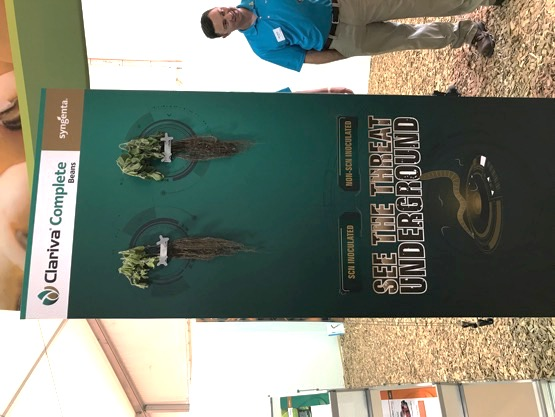 Clariva Complete
Beans
syngenta
SCN INOCULATED
NON-SCN INOCULATED
SEE THE THREAT
UNDERGROUND